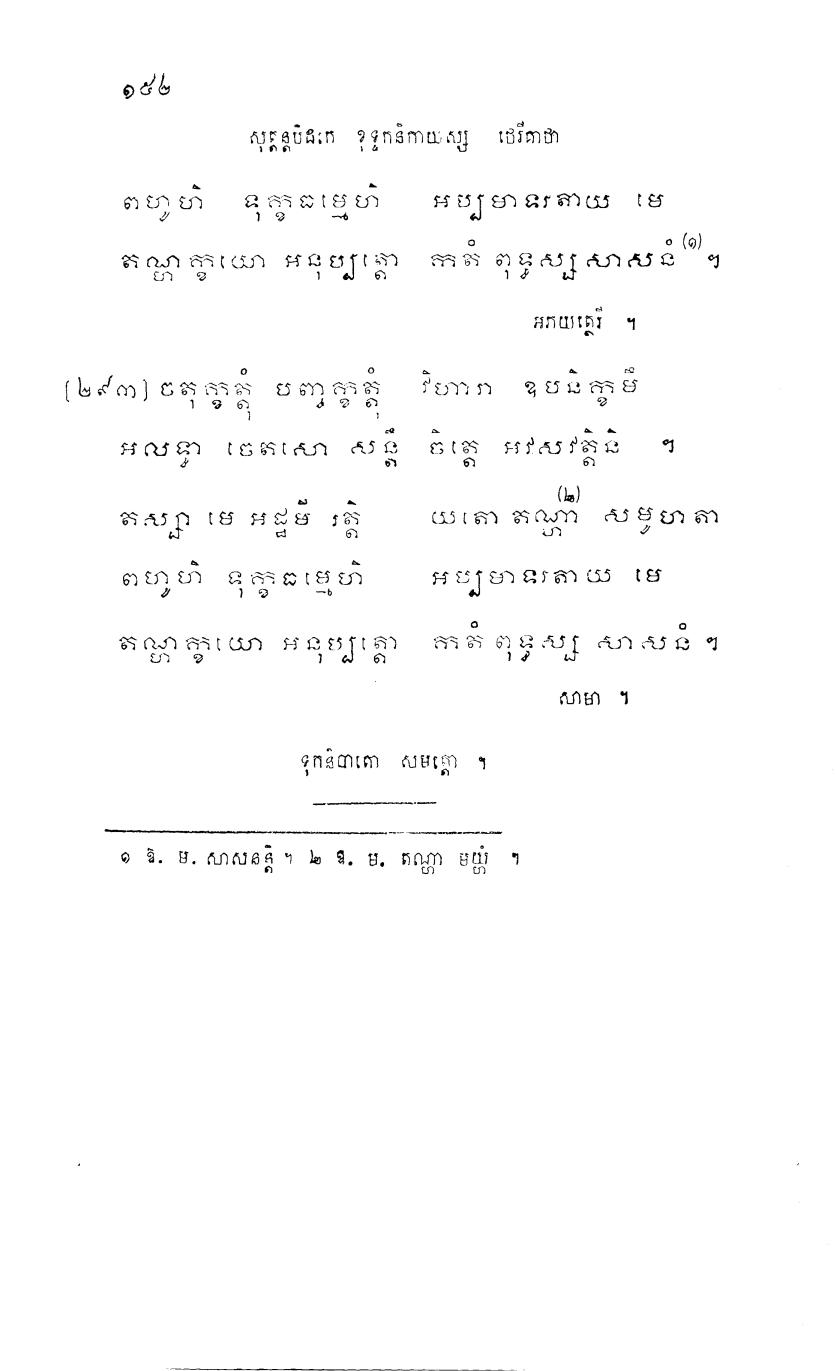 ១៥២
សុត្តន្តបិដកេ ខុទ្ទកនិកាយស្ស ថេរីគាថា
ពហូហិ ទុក្ខធម្មេហិ អប្បមាទរតាយ មេ
តណ្ហក្ខយោ អនុប្បត្តោ កតំ ពុទ្ធស្ស សាសនំ (១) ។
អភយត្ថេរី ។
[២៩៣] ចតុក្ខត្តុំ បញ្ចក្ខត្តុំ វិហារា ឧបនិក្ខមឹ
អលទ្ធា ចេតសោ សន្តឹ ចិត្តេ អវសវត្តិនិ ។
តស្សា មេ អដ្ឋមី រត្តិ យតោ តណ្ហា (២) សមូហតា
ពហូហិ ទុក្ខធម្មេហិ អប្បមាទរតាយ មេ
តណ្ហក្ខយោ អនុប្បត្តោ កតំ ពុទ្ធស្ស សាសនំ ។
សាមា ។
ទុកនិបាតោ សមត្តោ ។
១ ឱ. ម. សាសនន្តិ ។ ២ ឱ. ម. តណ្ហា មយ្ហំ ។